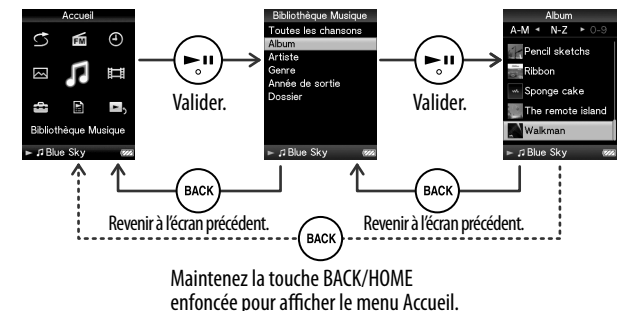 Accueil
FM
Bibliothèque Musique
Blue Sky
Valider.
Bibliothèque Musique
Toutes les chansons
Album
Artiste
Genre
Année de sortie
Dossier
Blue Sky
Valider.
Album
A-M N-Z 0-9
Pencil sketchs
Ribbon
Sponge cake
The remote island
Walkman
Blue Sky
BACK
BACK
Revenir à l'écran précédent.
Revenir à l'écran précédent.
BACK
Maintenez la touche BACK/HOME
enfoncée pour afficher le menu Accueil.